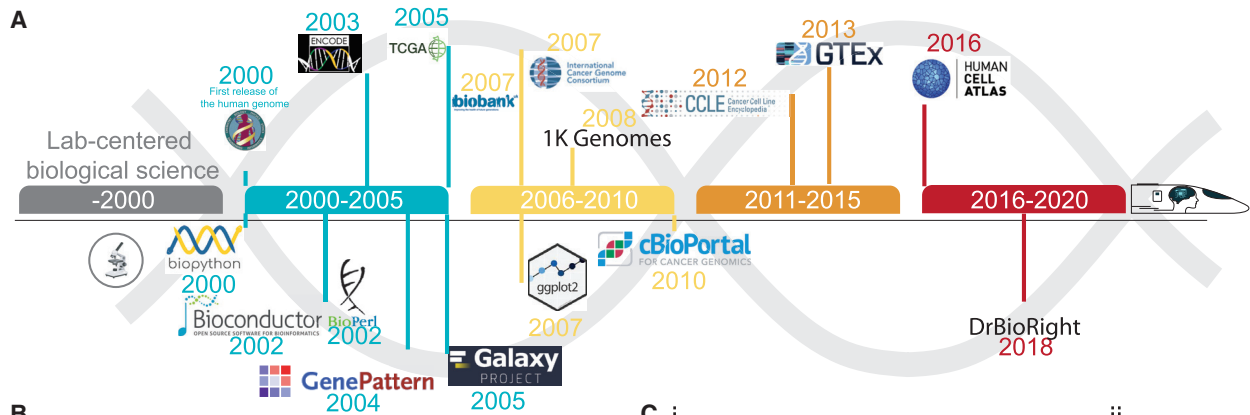 A
2003
ENCODE
2005
TCGA
2000
First release of
the human genome
2007
biobank
2007
International
Cancer Genome
Consortium
2008
1K Genomes
2012
CCLE Cancer Cell Line
Encyclopedia
2013
GTEx
2016
HUMAN
CELL
ATLAS
Lab-centered
biological science
-2000
2000-2005
2006-2010
2011-2015
2016-2020
biopython
2000
Bioconductor
OPEN SOURCE SOFTWARE FOR BIOINFORMATICS
2002
BioPerl
2002
GenePattern
2004
Galaxy
PROJECT
2005
ggplot2
2007
cBioPortal
FOR CANCER GENOMICS
2010
DrBioRight
2018
B
C i
ii